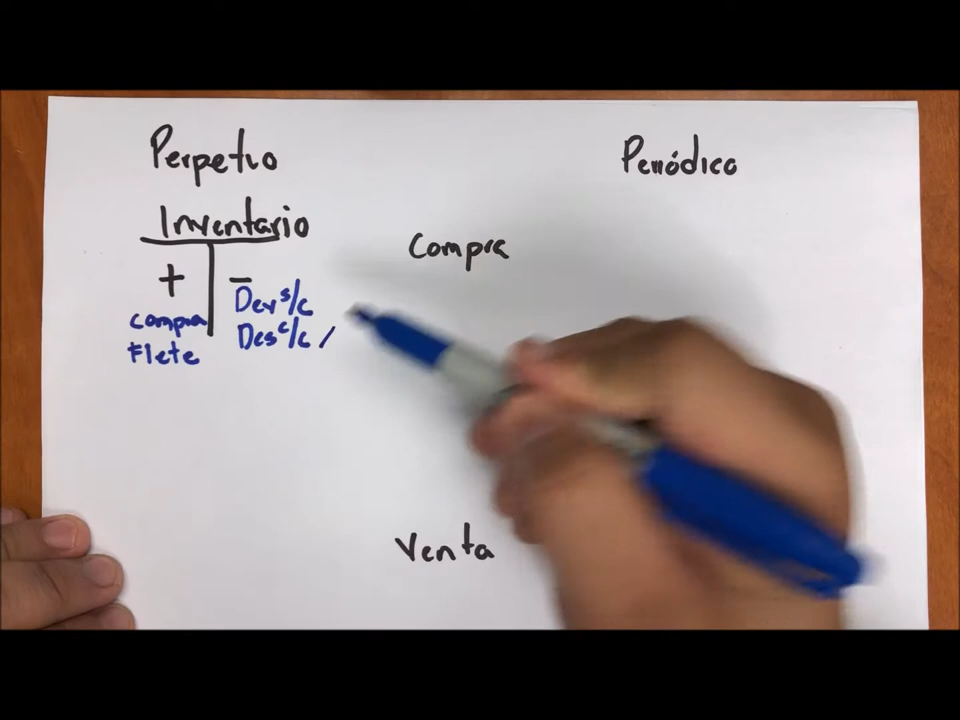 Perpetuo
Periódico
Inventario
Compra
+ -
compra
Flete
Dev s/c
Des c/c /
Venta